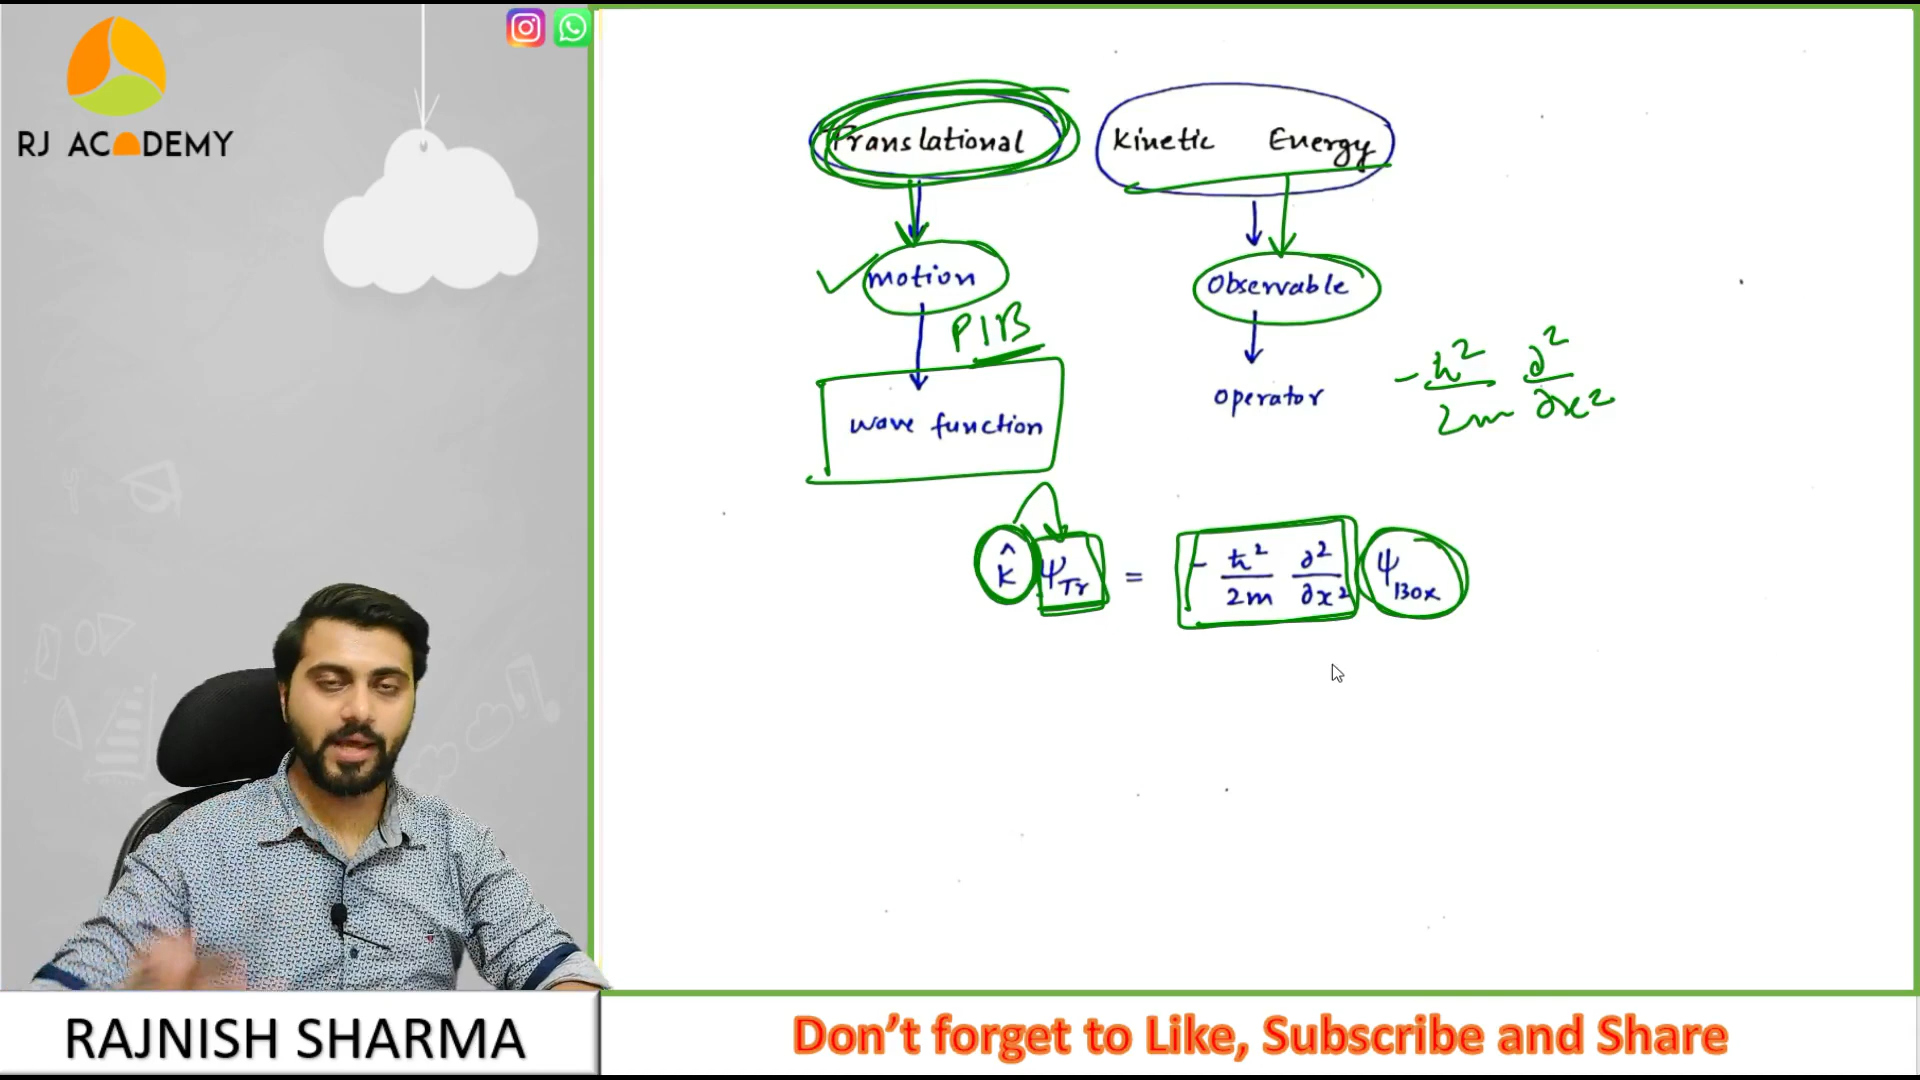 RJ ACADEMY
Translational Kinetic Energy
motion Observable
PIB
wave function operator -ħ²/2m ∂²/∂x²
K̂ ψTr = - ħ²/2m ∂²/∂x² ψBox
RAJNISH SHARMA
Don't forget to Like, Subscribe and Share